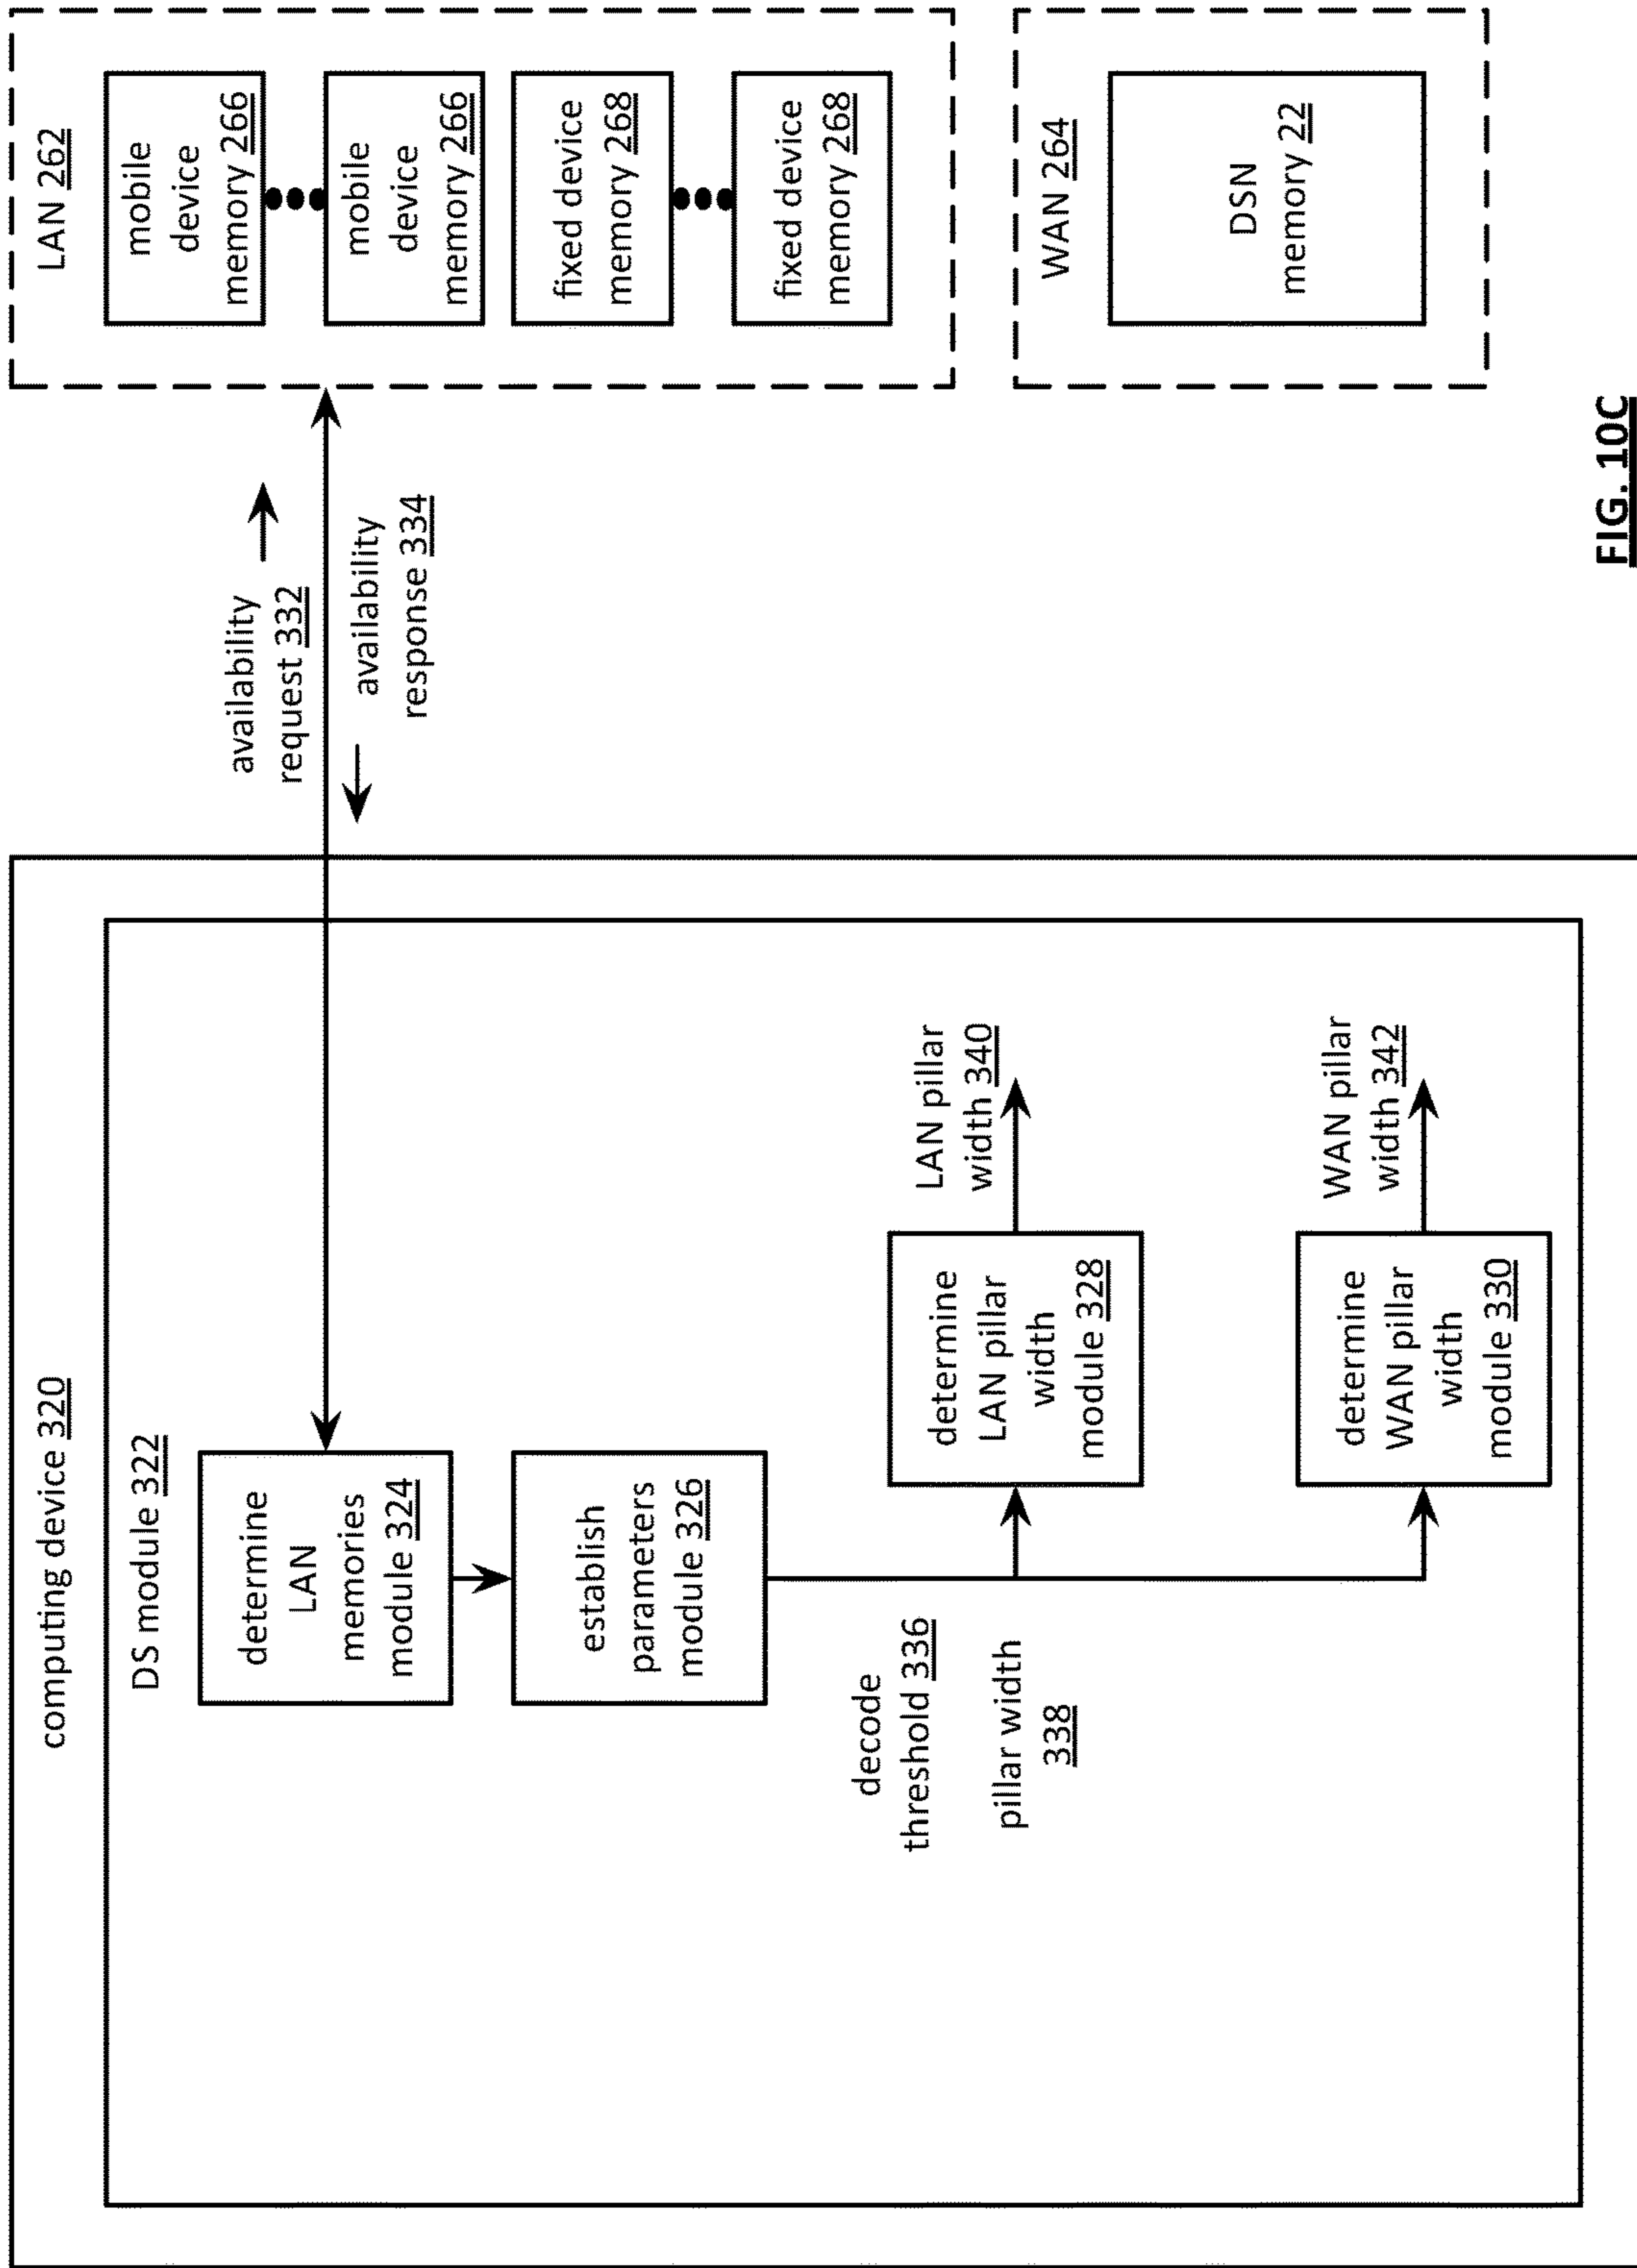 computing device 320
DS module 322
determine
LAN
memories
module 324
establish
parameters
module 326
decode
threshold 336
pillar width
338
determine
LAN pillar
width
module 328
LAN pillar
width 340
determine
WAN pillar
width
module 330
WAN pillar
width 342
availability
request 332
availability
response 334
LAN 262
mobile
device
memory 266
mobile
device
memory 266
fixed device
memory 268
fixed device
memory 268
WAN 264
DSN
memory 22
FIG. 10C